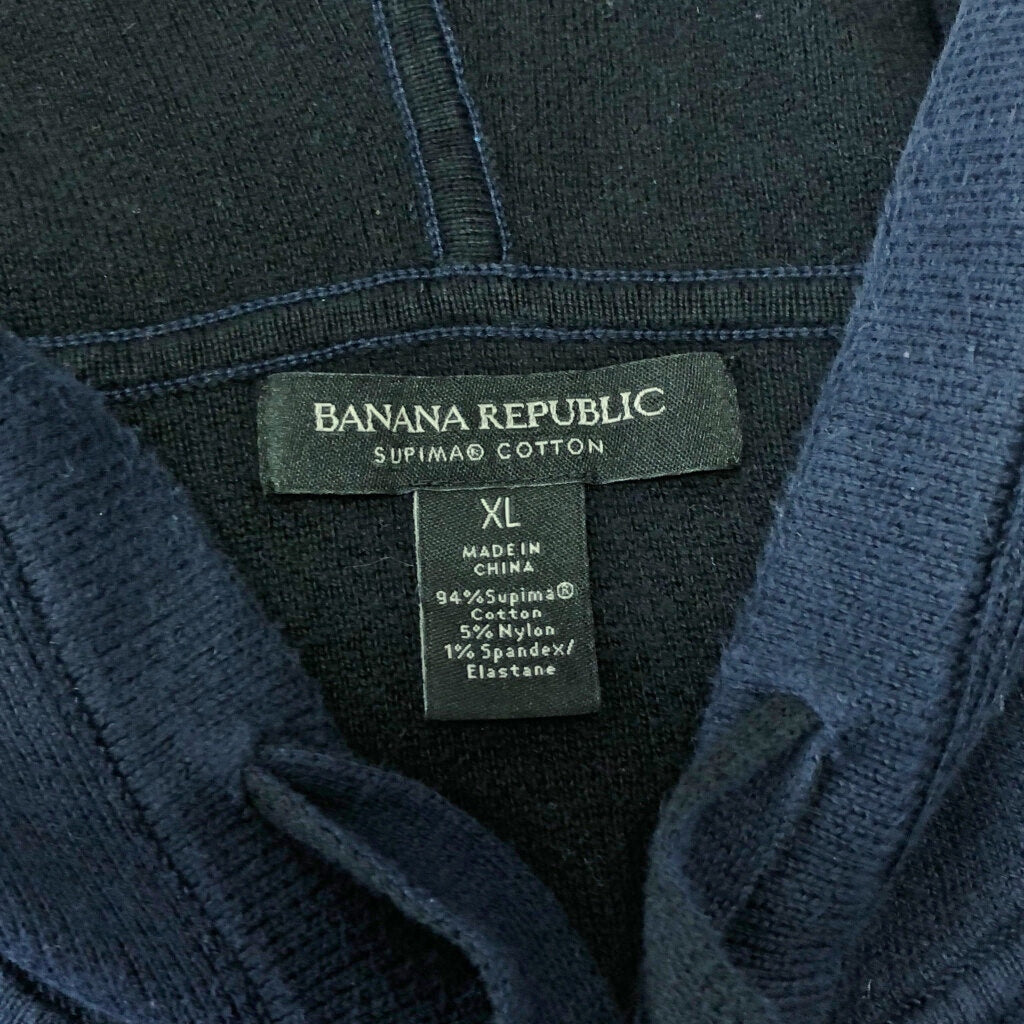 BANANA REPUBLIC
SUPIMA® COTTON
XL
MADE IN
CHINA
94%Supima®
Cotton
5% Nylon
1% Spandex/
Elastane